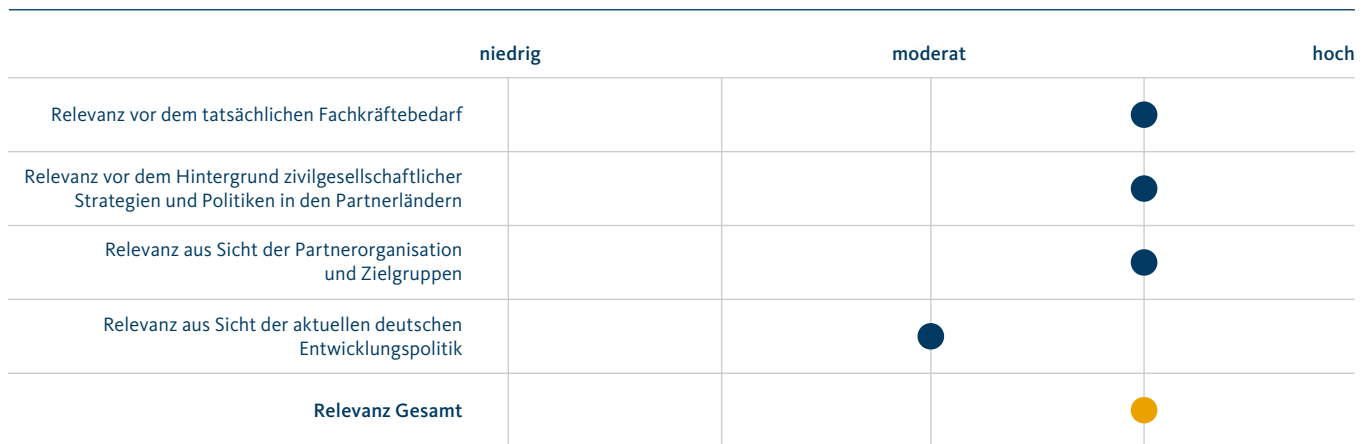 niedrig moderat hoch
Relevanz vor dem tatsächlichen Fachkräftebedarf
Relevanz vor dem Hintergrund zivilgesellschaftlicher
Strategien und Politiken in den Partnerländern
Relevanz aus Sicht der Partnerorganisation
und Zielgruppen
Relevanz aus Sicht der aktuellen deutschen
Entwicklungspolitik
Relevanz Gesamt